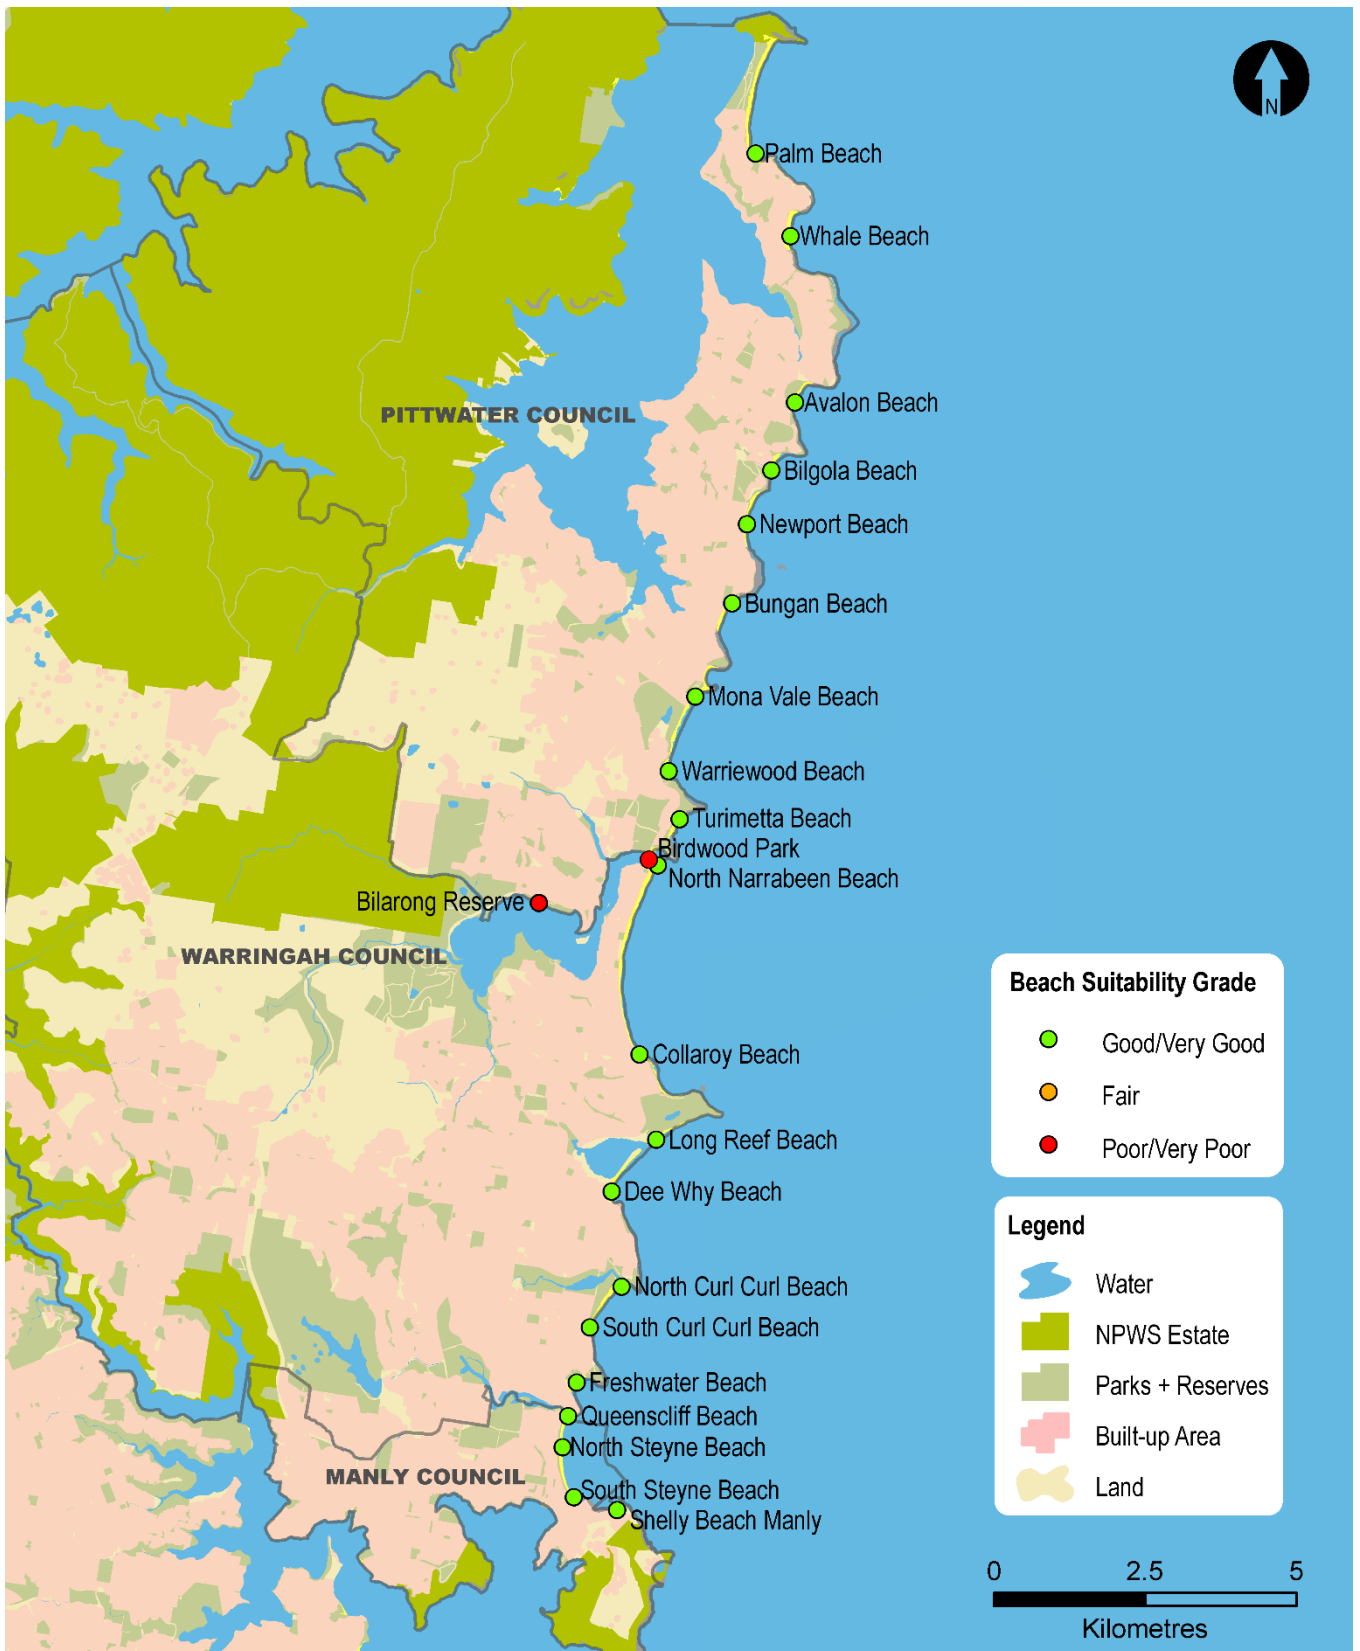 N
Palm Beach
Whale Beach
Avalon Beach
PITTWATER COUNCIL
Bilgola Beach
Newport Beach
Bungan Beach
Mona Vale Beach
Warriewood Beach
Turimetta Beach
Birdwood Park
North Narrabeen Beach
Bilarong Reserve
WARRINGAH COUNCIL
Collaroy Beach
Long Reef Beach
Dee Why Beach
North Curl Curl Beach
South Curl Curl Beach
Freshwater Beach
Queenscliff Beach
North Steyne Beach
MANLY COUNCIL
South Steyne Beach
Shelly Beach Manly
Beach Suitability Grade
Good/Very Good
Fair
Poor/Very Poor
Legend
Water
NPWS Estate
Parks + Reserves
Built-up Area
Land
0 2.5 5
Kilometres